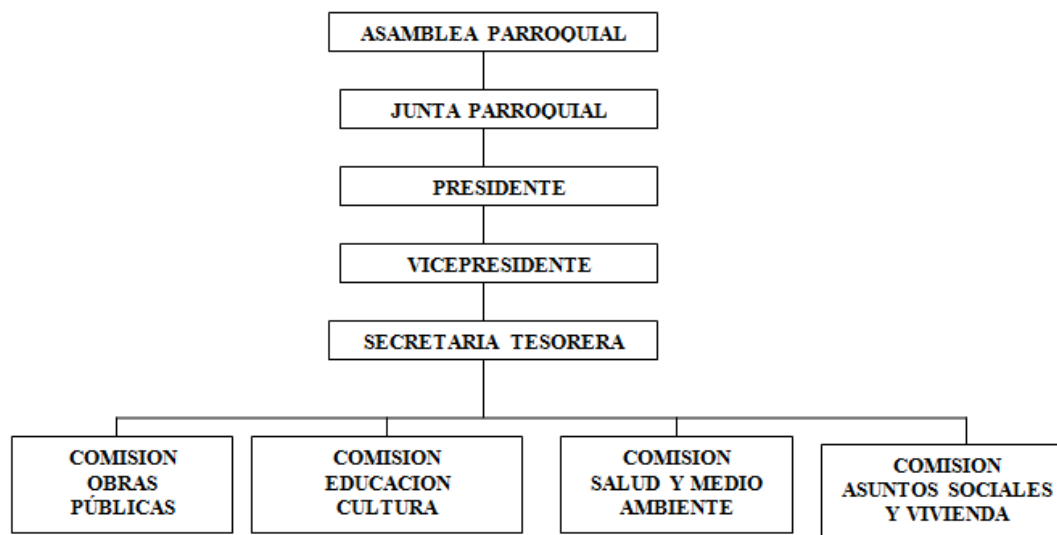 ASAMBLEA PARROQUIAL
JUNTA PARROQUIAL
PRESIDENTE
VICEPRESIDENTE
SECRETARIA TESORERA
COMISION
OBRAS
PÚBLICAS
COMISION
EDUCACION
CULTURA
COMISION
SALUD Y MEDIO
AMBIENTE
COMISION
ASUNTOS SOCIALES
Y VIVIENDA